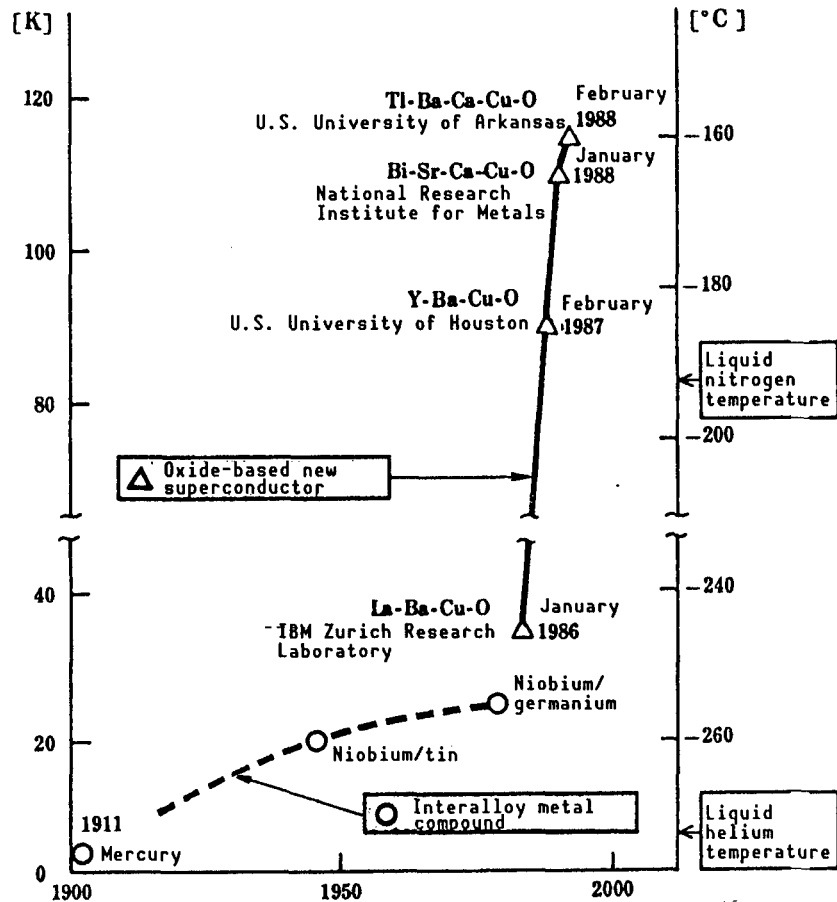 [K]
[°C]
120
100
80
40
20
0
Tl-Ba-Ca-Cu-O
U.S. University of Arkansas
February
1988
Bi-Sr-Ca-Cu-O
National Research
Institute for Metals
January
1988
Y-Ba-Cu-O
U.S. University of Houston
February
1987
Oxide-based new
superconductor
La-Ba-Cu-O
IBM Zurich Research
Laboratory
January
1986
Niobium/
germanium
Niobium/tin
Interalloy metal
compound
1911
Mercury
-160
-180
Liquid
nitrogen
temperature
-200
-240
-260
Liquid
helium
temperature
1900
1950
2000